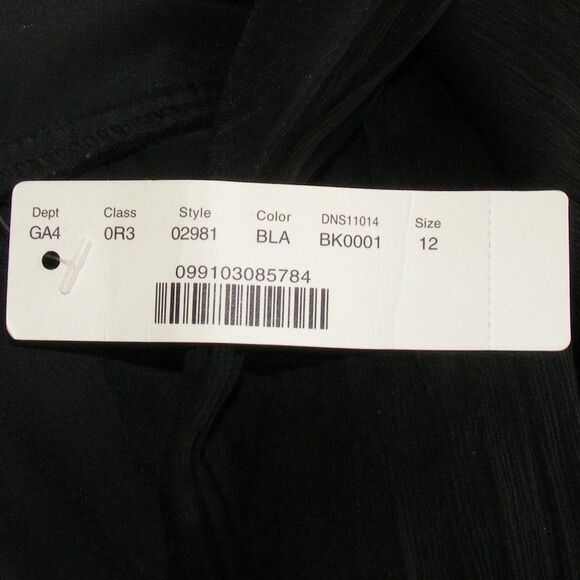 Dept Class Style Color DNS11014 Size
GA4 0R3 02981 BLA BK0001 12
099103085784